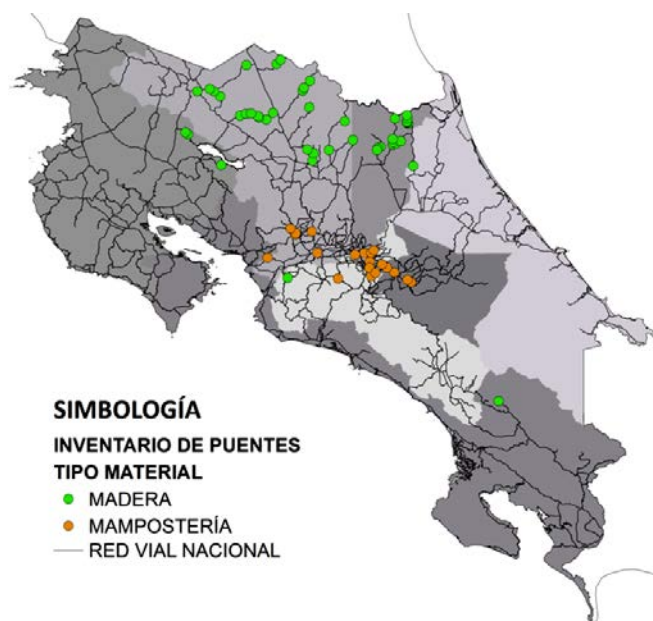 SIMBOLOGÍA
INVENTARIO DE PUENTES
TIPO MATERIAL
MADERA
MAMPOSTERÍA
RED VIAL NACIONAL